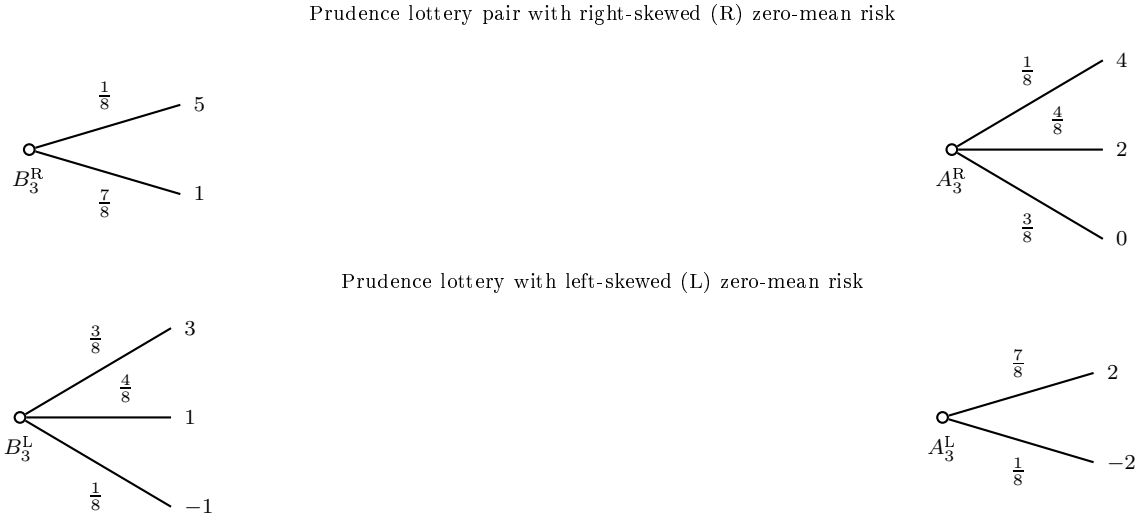 Prudence lottery pair with right-skewed (R) zero-mean risk
1/8 5
B_3^R
7/8 1
1/8 4
4/8 2
A_3^R
3/8 0
Prudence lottery with left-skewed (L) zero-mean risk
3/8 3
4/8 1
B_3^L
1/8 −1
7/8 2
A_3^L
1/8 −2